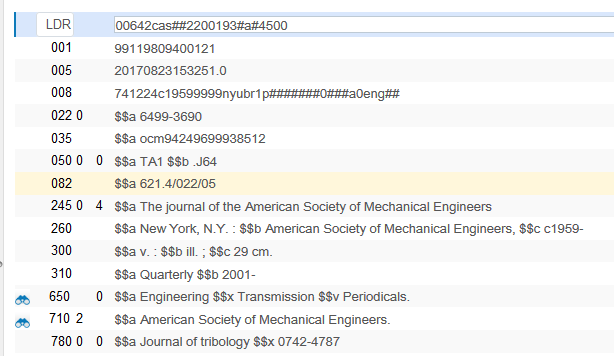 LDR 00642cas##2200193#a#4500
001 99119809400121
005 20170823153251.0
008 741224c19599999nyubr1p#######0###a0eng##
022 0 $$a 6499-3690
035 $$a ocm94249699938512
050 0 0 $$a TA1 $$b .J64
082 $$a 621.4/022/05
245 0 4 $$a The journal of the American Society of Mechanical Engineers
260 $$a New York, N.Y. : $$b American Society of Mechanical Engineers, $$c c1959-
300 $$a v. : $$b ill. ; $$c 29 cm.
310 $$a Quarterly $$b 2001-
650 0 $$a Engineering $$x Transmission $$v Periodicals.
710 2 $$a American Society of Mechanical Engineers.
780 0 0 $$a Journal of tribology $$x 0742-4787